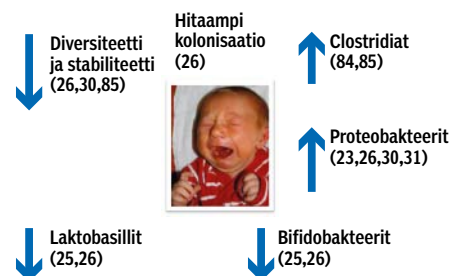 Diversiteetti
ja stabiliteetti
(26,30,85)
Hitaampi
kolonisaatio
(26)
Clostridiat
(84,85)
Proteobakteerit
(23,26,30,31)
Laktobasillit
(25,26)
Bifidobakteerit
(25,26)